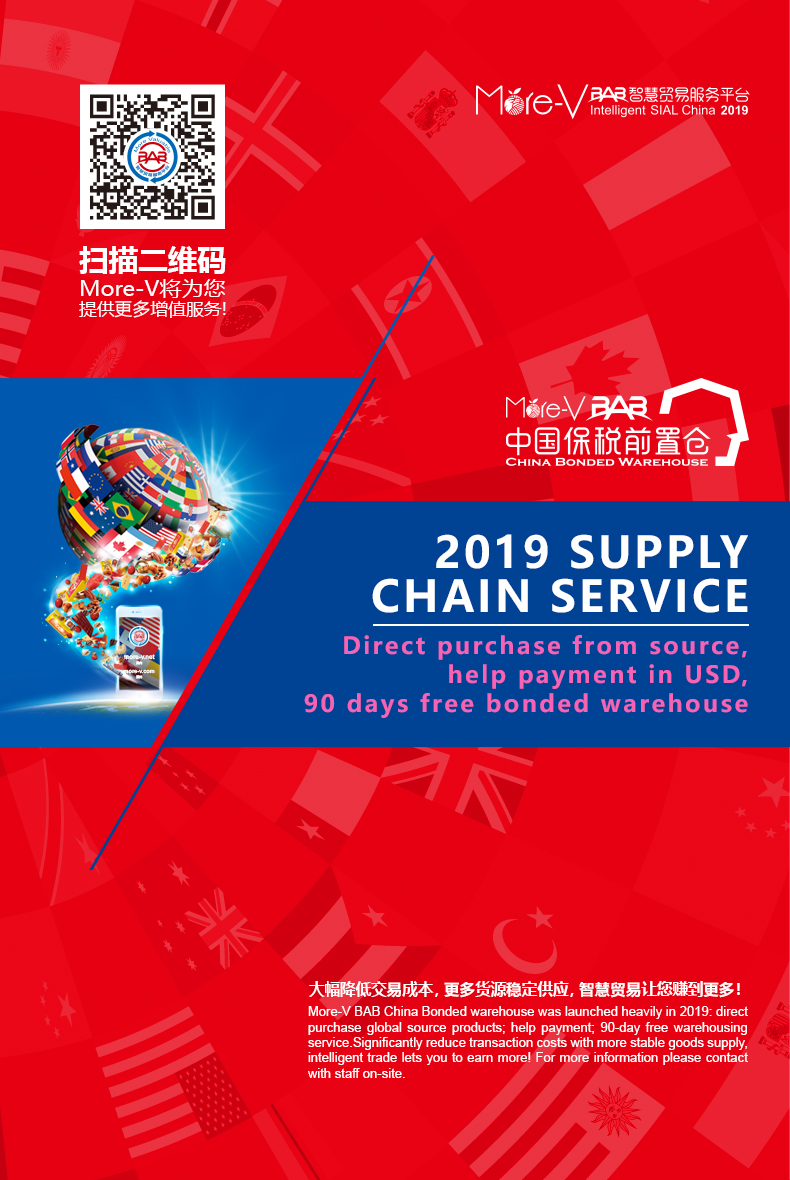 More-V BAB 智慧贸易服务平台
Intelligent SIAL China 2019
BAB
扫描二维码
More-V将为您
提供更多增值服务!
More-V BAB
中国保税前置仓
CHINA BONDED WAREHOUSE
2019 SUPPLY
CHAIN SERVICE
Direct purchase from source,
help payment in USD,
90 days free bonded warehouse
more-v.net
more-v.com
大幅降低交易成本，更多货源稳定供应，智慧贸易让您赚到更多！
More-V BAB China Bonded warehouse was launched heavily in 2019: direct
purchase global source products; help payment; 90-day free warehousing
service.Significantly reduce transaction costs with more stable goods supply,
intelligent trade lets you to earn more! For more information please contact
with staff on-site.